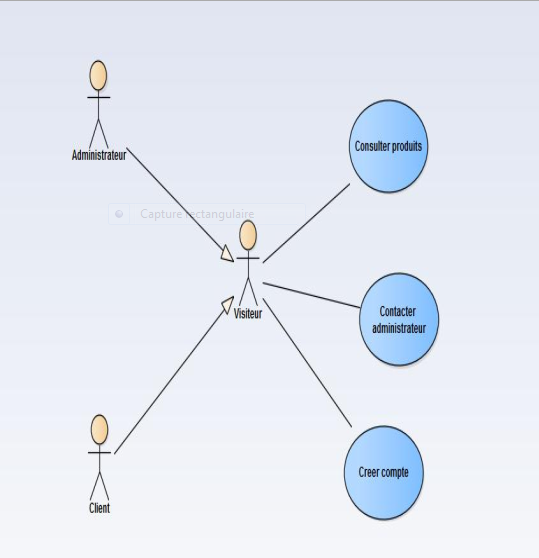 Administrateur
Consulter produits
Capture rectangulaire
Visiteur
Contacter
administrateur
Creer compte
Client